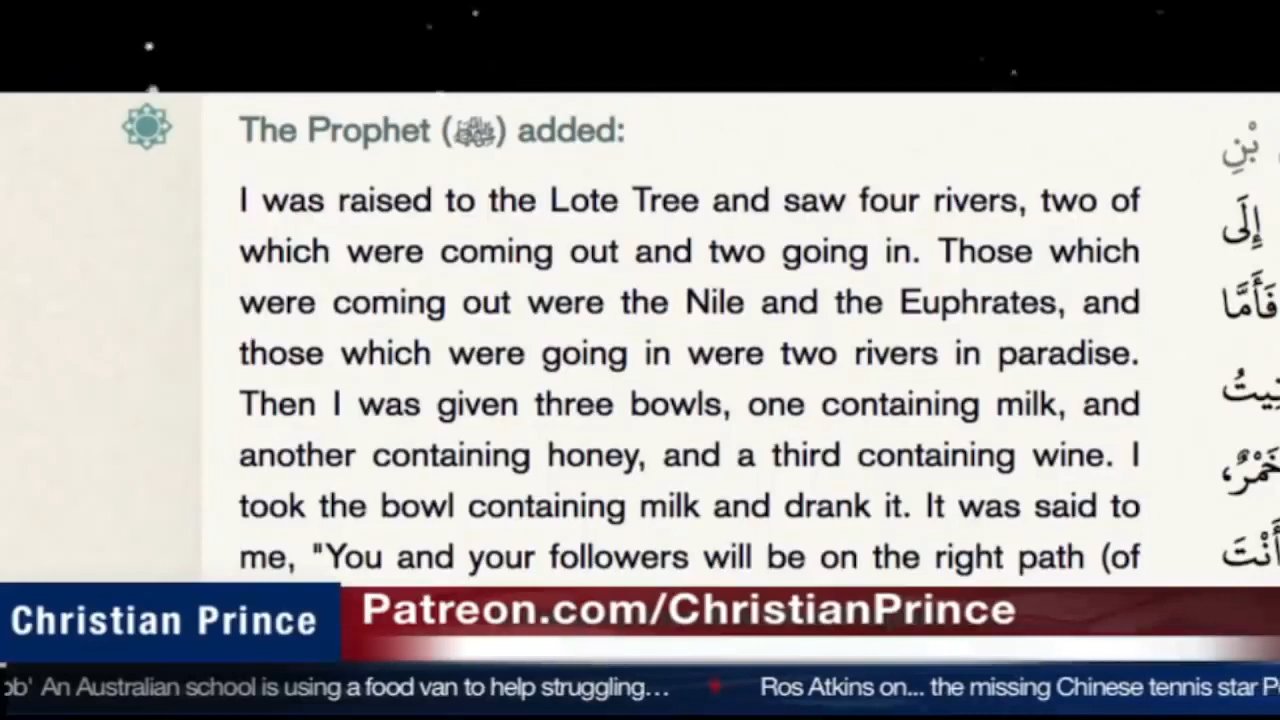 The Prophet (ﷺ) added:
I was raised to the Lote Tree and saw four rivers, two of
which were coming out and two going in. Those which
were coming out were the Nile and the Euphrates, and
those which were going in were two rivers in paradise.
Then I was given three bowls, one containing milk, and
another containing honey, and a third containing wine. I
took the bowl containing milk and drank it. It was said to
me, "You and your followers will be on the right path (of
بْنِ
إِلَى
فَأَمَّا
خَمْرٌ،
أَنْتَ
Christian Prince
Patreon.com/ChristianPrince
ob' An Australian school is using a food van to help struggling…
Ros Atkins on... the missing Chinese tennis star P